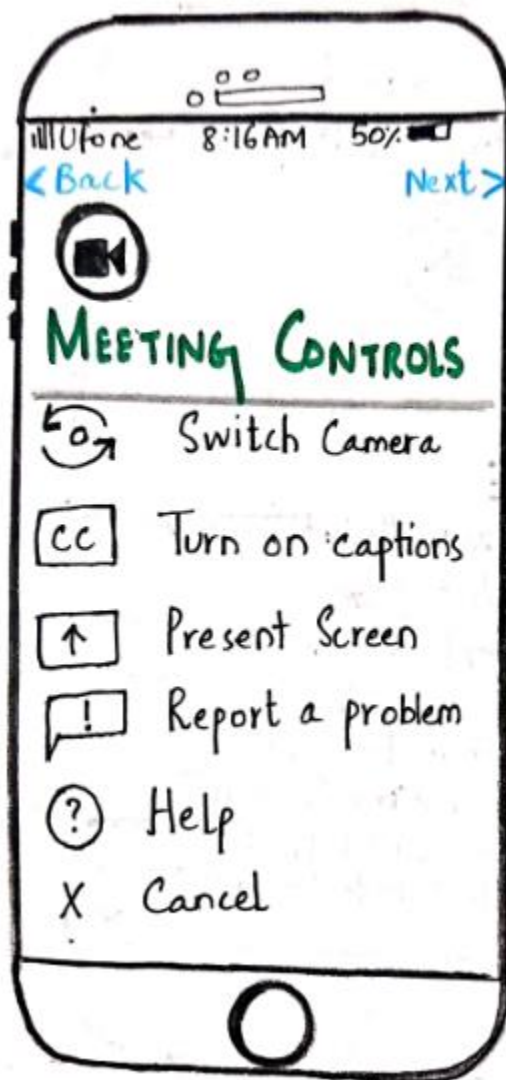 Ufone 8:16AM 50%
<Back Next>
MEETING CONTROLS
Switch Camera
CC Turn on captions
↑ Present Screen
! Report a problem
? Help
X Cancel